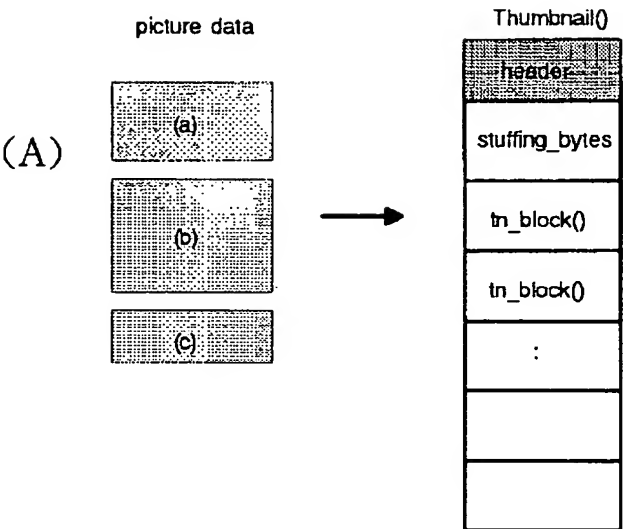 picture data
Thumbnail()
header
(a)
(A)
stuffing_bytes
(b)
tn_block()
tn_block()
(c)
: